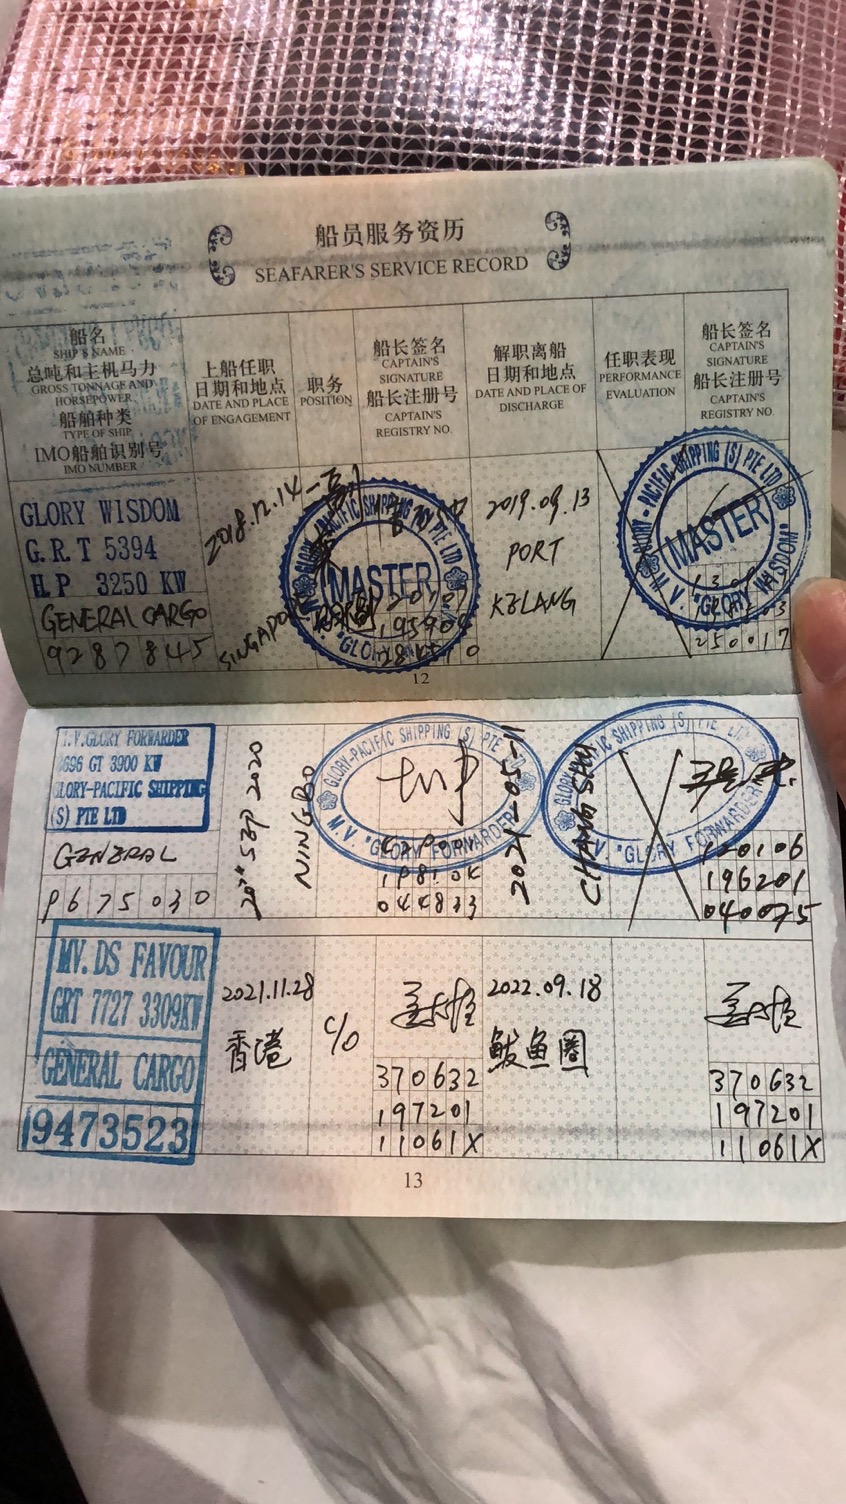 船员服务资历
SEAFARER'S SERVICE RECORD
船名
SHIP'S NAME
总吨和主机马力
GROSS TONNAGE AND
HORSEPOWER
船舶种类
TYPE OF SHIP
IMO船舶识别号
IMO NUMBER
上船任职
日期和地点
DATE AND PLACE
OF ENGAGEMENT
职务
POSITION
船长签名
CAPTAIN'S
SIGNATURE
船长注册号
CAPTAIN'S
REGISTRY NO.
解职离船
日期和地点
DATE AND PLACE OF
DISCHARGE
任职表现
PERFORMANCE
EVALUATION
船长签名
CAPTAIN'S
SIGNATURE
船长注册号
CAPTAIN'S
REGISTRY NO.
GLORY WISDOM
G.R.T 5394
H.P 3250 KW
GENERAL CARGO
9287845
2018.12.14
SINGAPORE
GLORY-PACIFIC SHIPPING (S) PTE LTD
MASTER
2019.09.13
PORT
KELANG
GLORY-PACIFIC SHIPPING (S) PTE LTD
MASTER
M.V. "GLORY WISDOM"
250017
12
M.V.GLORY FORWARDER
GT 3900 KW
GLORY-PACIFIC SHIPPING
(S) PTE LTD
GENERAL
9675030
20TH SEP 2020
NINGBO
GLORY-PACIFIC SHIPPING (S) PTE LTD
M.V. "GLORY FORWARDER"
2021-05-11
CHANG SHU
SHIPPING (S) PTE LTD
M.V. "GLORY FORWARDER"
120106
196201
040075
MV.DS FAVOUR
GRT 7727 3309KW
GENERAL CARGO
9473523
2021.11.28
香港
C/O
370632
197201
11061X
2022.09.18
鲅鱼圈
370632
197201
11061X
13